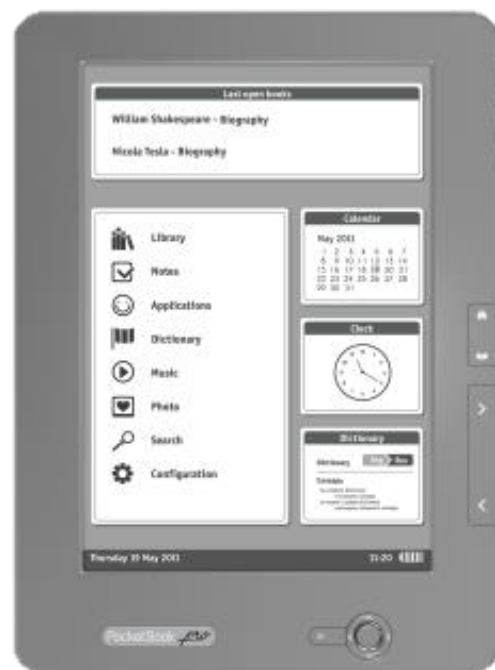 Last open books
William Shakespeare - Biography
Nicola Tesla - Biography
Library
Notes
Applications
Dictionary
Music
Photo
Search
Configuration
Calendar
May 2011
1 2 3 4 5 6 7
8 9 10 11 12 13 14
15 16 17 18 19 20 21
22 23 24 25 26 27 28
29 30 31
Clock
Dictionary
Dictionary
Thursday 19 May 2011
11:20
PocketBook pro